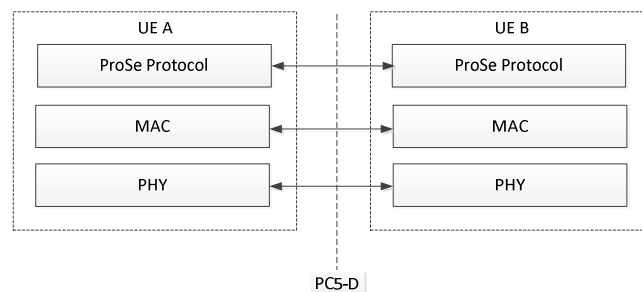 UE A
UE B
ProSe Protocol
ProSe Protocol
MAC
MAC
PHY
PHY
PC5-D